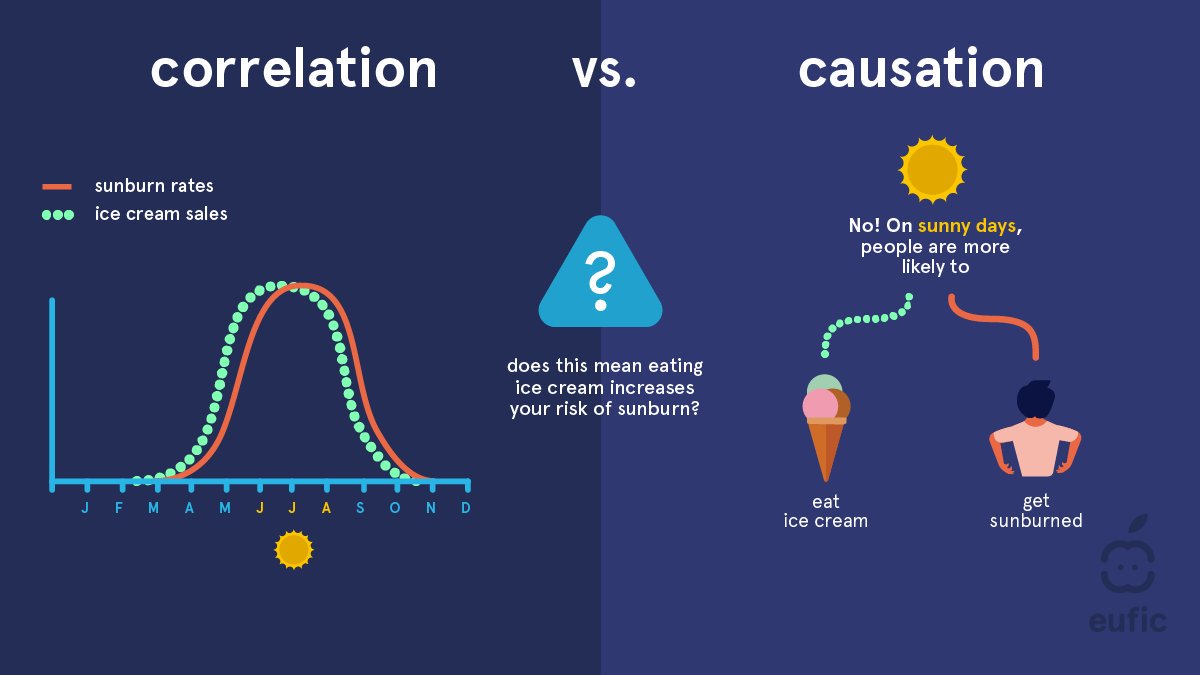 correlation vs. causation
sunburn rates
ice cream sales
J F M A M J J A S O N D
?
does this mean eating
ice cream increases
your risk of sunburn?
No! On sunny days,
people are more
likely to
eat
ice cream
get
sunburned
eufic